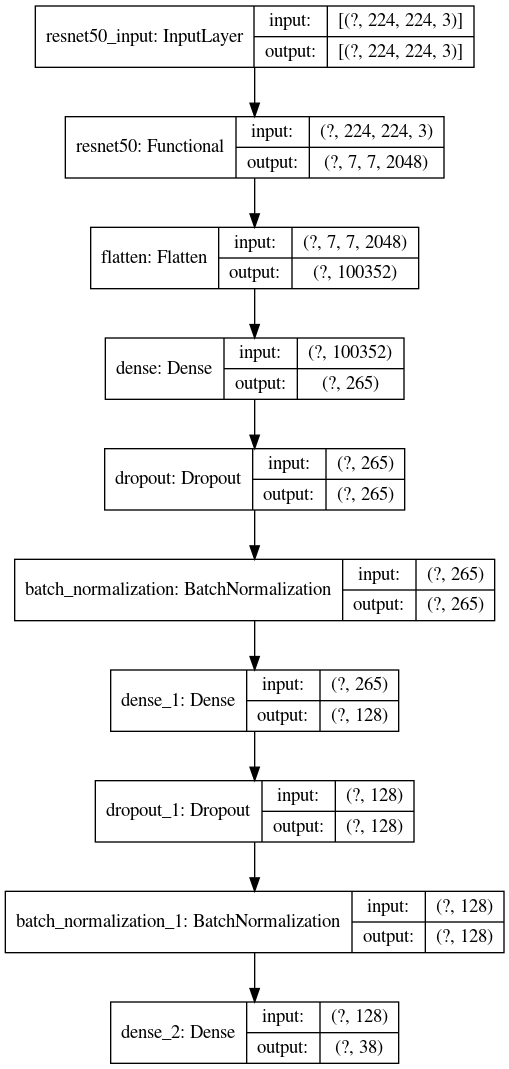 resnet50_input: InputLayer
input:
[(?, 224, 224, 3)]
output:
[(?, 224, 224, 3)]
resnet50: Functional
input:
(?, 224, 224, 3)
output:
(?, 7, 7, 2048)
flatten: Flatten
input:
(?, 7, 7, 2048)
output:
(?, 100352)
dense: Dense
input:
(?, 100352)
output:
(?, 265)
dropout: Dropout
input:
(?, 265)
output:
(?, 265)
batch_normalization: BatchNormalization
input:
(?, 265)
output:
(?, 265)
dense_1: Dense
input:
(?, 265)
output:
(?, 128)
dropout_1: Dropout
input:
(?, 128)
output:
(?, 128)
batch_normalization_1: BatchNormalization
input:
(?, 128)
output:
(?, 128)
dense_2: Dense
input:
(?, 128)
output:
(?, 38)